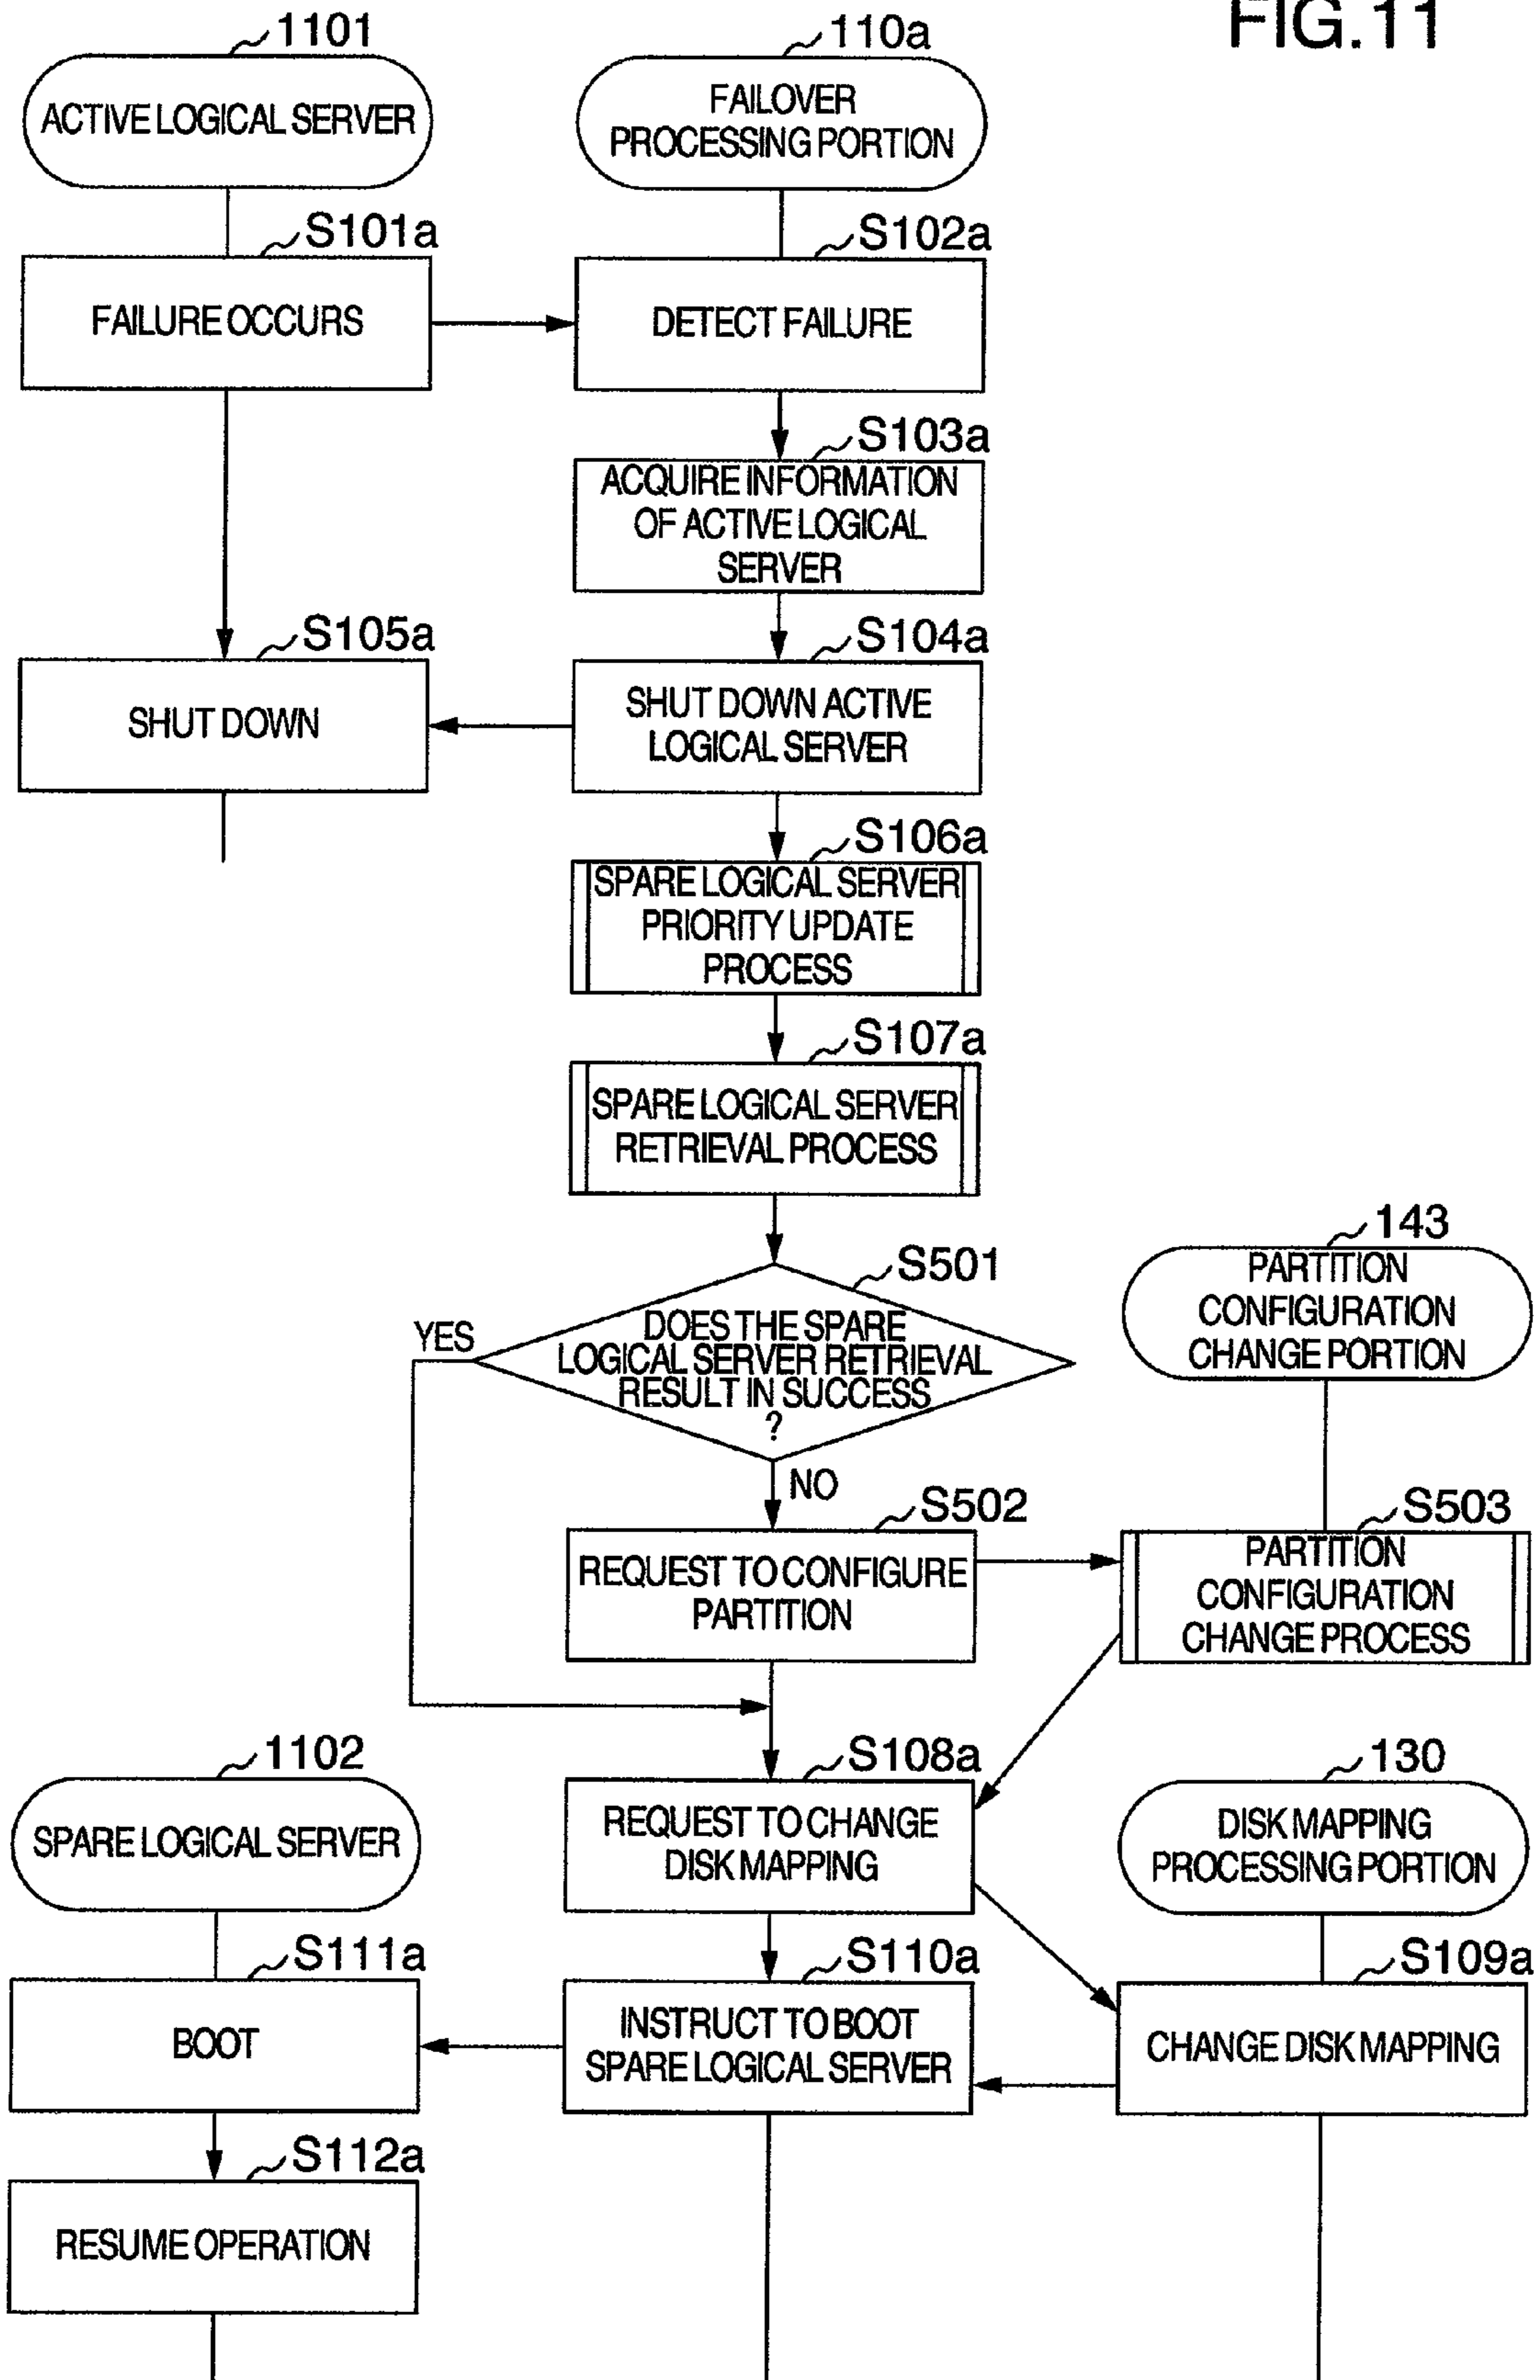 FIG.11
1101
ACTIVE LOGICAL SERVER
110a
FAILOVER
PROCESSING PORTION
S101a
FAILURE OCCURS
S102a
DETECT FAILURE
S103a
ACQUIRE INFORMATION
OF ACTIVE LOGICAL
SERVER
S105a
SHUT DOWN
S104a
SHUT DOWN ACTIVE
LOGICAL SERVER
S106a
SPARE LOGICAL SERVER
PRIORITY UPDATE
PROCESS
S107a
SPARE LOGICAL SERVER
RETRIEVAL PROCESS
S501
DOES THE SPARE
LOGICAL SERVER RETRIEVAL
RESULT IN SUCCESS
?
YES
NO
143
PARTITION
CONFIGURATION
CHANGE PORTION
S502
REQUEST TO CONFIGURE
PARTITION
S503
PARTITION
CONFIGURATION
CHANGE PROCESS
1102
SPARE LOGICAL SERVER
S108a
REQUEST TO CHANGE
DISK MAPPING
130
DISK MAPPING
PROCESSING PORTION
S111a
BOOT
S110a
INSTRUCT TO BOOT
SPARE LOGICAL SERVER
S109a
CHANGE DISK MAPPING
S112a
RESUME OPERATION